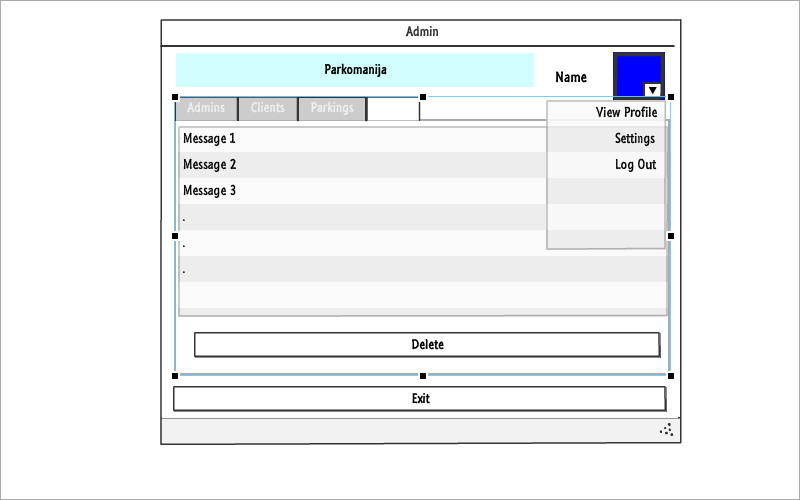 Admin
Parkomanija
Name
Admins
Clients
Parkings
View Profile
Settings
Log Out
Message 1
Message 2
Message 3
.
.
.
Delete
Exit